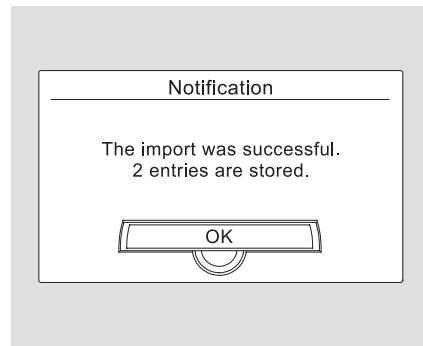 Notification
The import was successful.
2 entries are stored.
OK